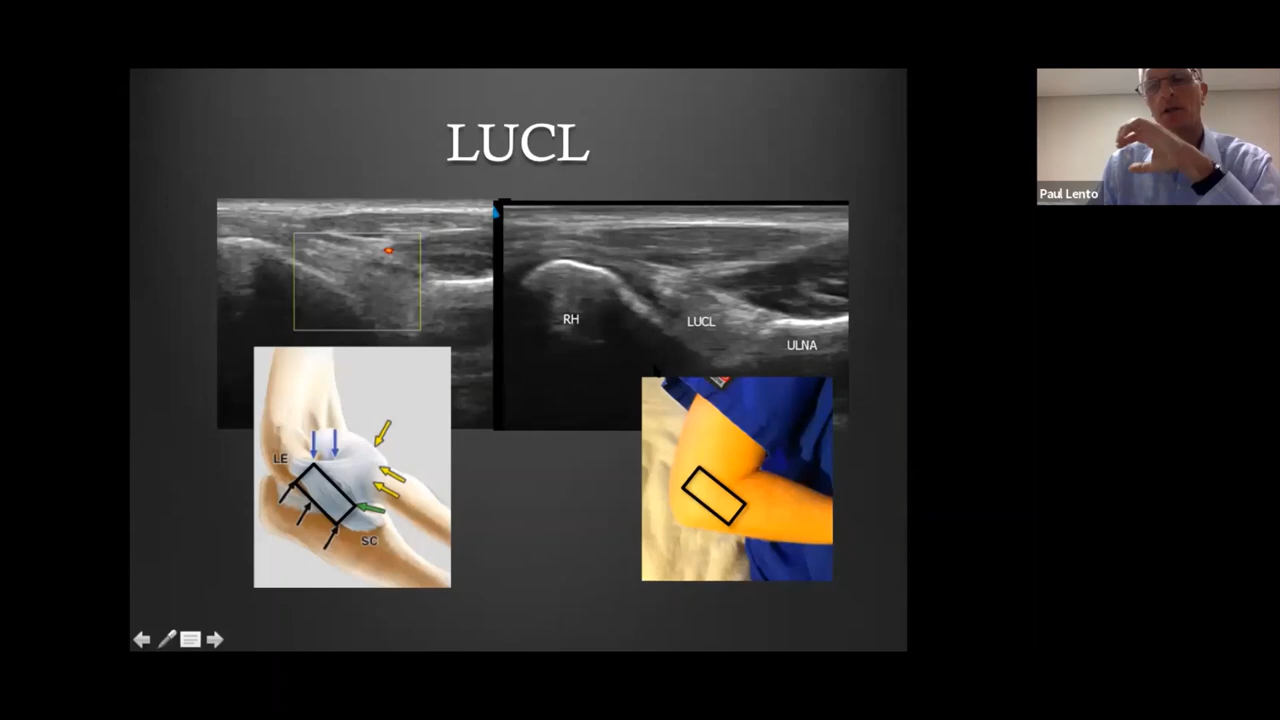 LUCL
RH
LUCL
ULNA
LE
SC
Paul Lento